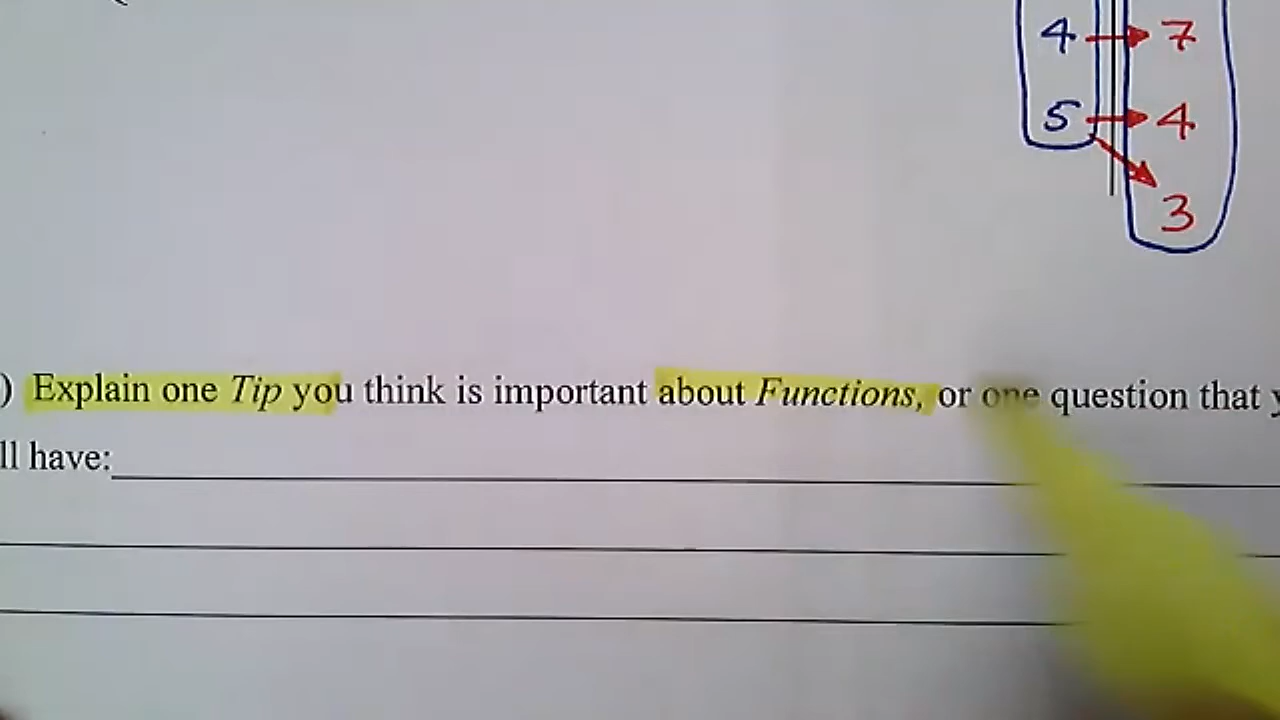 4 7
5 4
3
) Explain one Tip you think is important about Functions, or one question that
ll have: